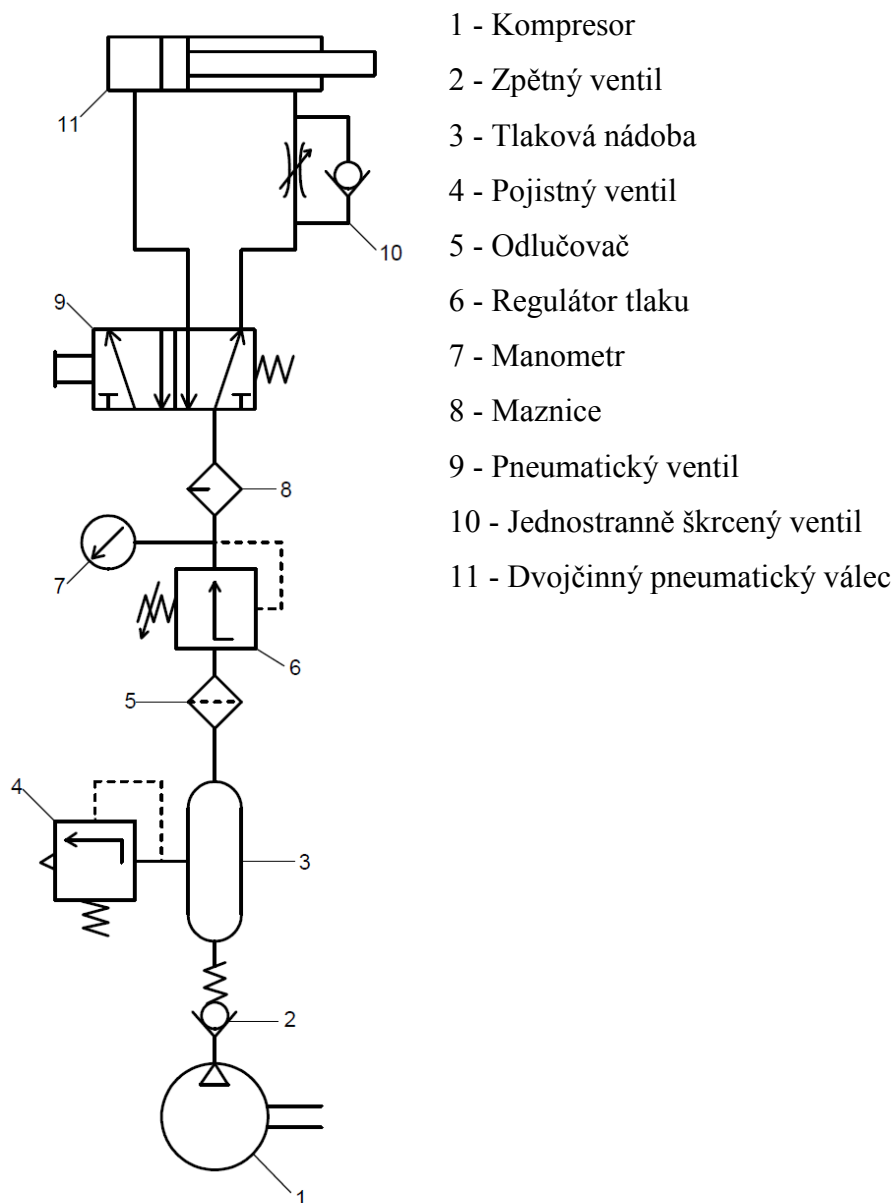 1 - Kompresor
2 - Zpětný ventil
3 - Tlaková nádoba
4 - Pojistný ventil
5 - Odlučovač
6 - Regulátor tlaku
7 - Manometr
8 - Maznice
9 - Pneumatický ventil
10 - Jednostranně škrcený ventil
11 - Dvojčinný pneumatický válec
11
10
9
8
7
6
5
4
3
2
1